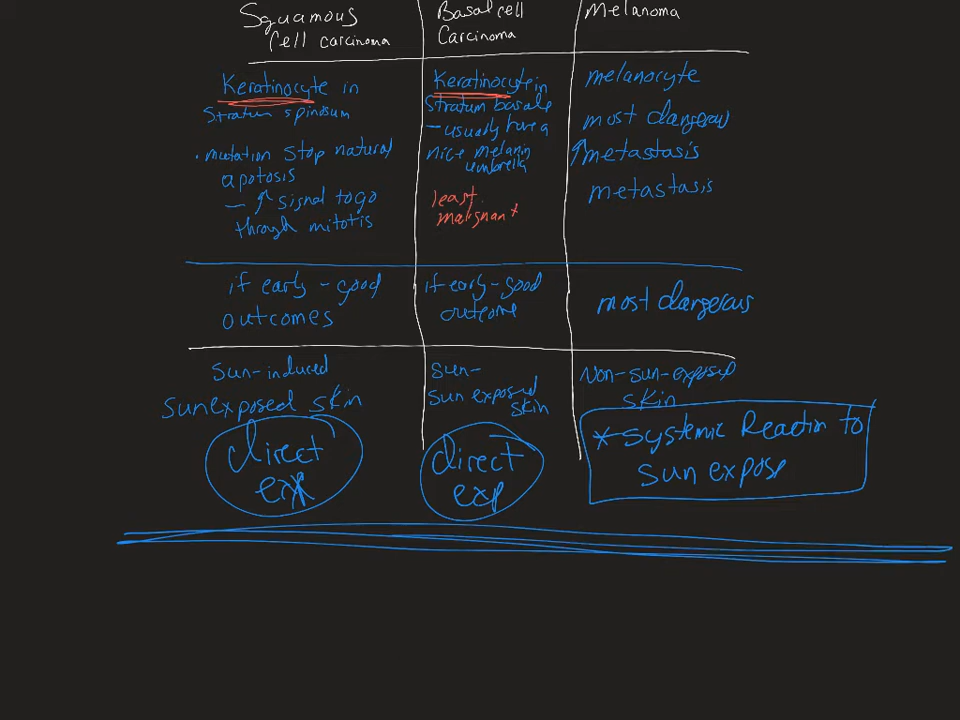 Squamous
Cell carcinoma
Keratinocyte in
Stratum spinosum
• mutation stop natural
apotosis
– ↑ signal to go
through mitotis
if early – good
outcomes
Sun-induced
sun exposed skin
direct
exp
Basal cell
Carcinoma
Keratinocyte in
Stratum basale
– usually have a
nice melanin
umbrella
least
malignant
if early – good
outcome
Sun-
Sun exposed
skin
direct
exp
Melanoma
melanocyte
most dangerous
↑ metastasis
metastasis
most dangerous
Non-sun-exposed
skin
* – Systemic Reaction to
sun expose